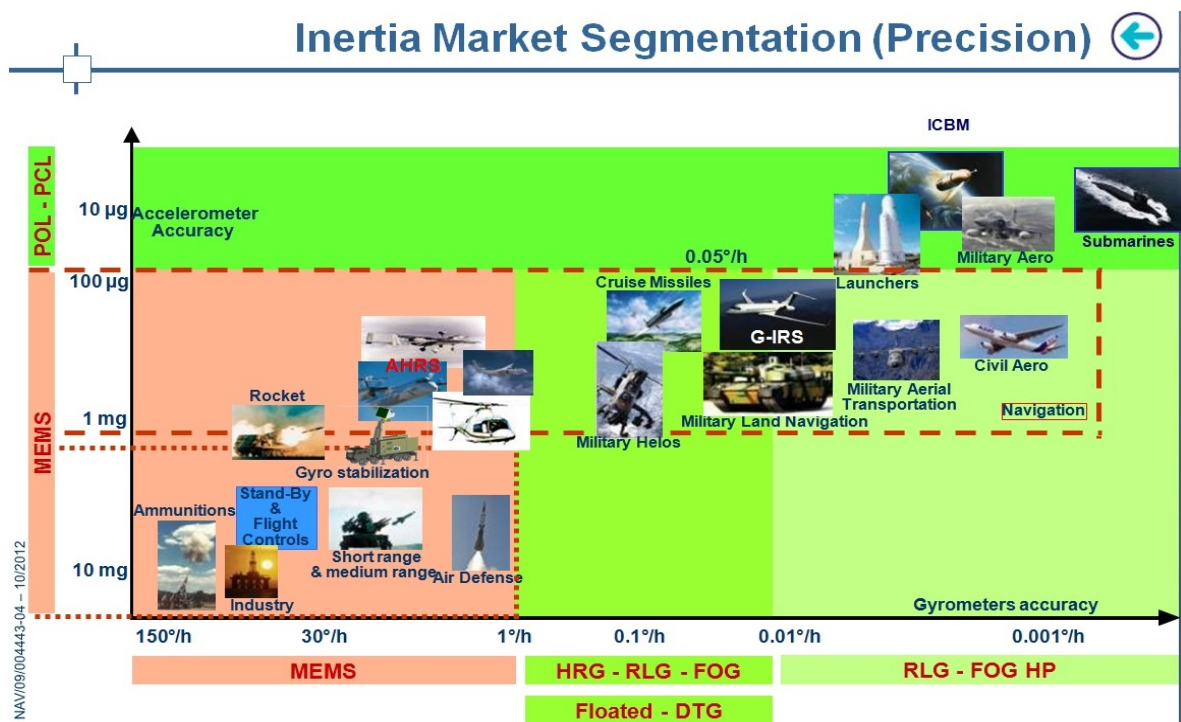 Inertia Market Segmentation (Precision)
ICBM
POL - PCL
10 µg
Accelerometer
Accuracy
Submarines
Military Aero
0.05°/h
100 µg
Cruise Missiles
Launchers
G-IRS
AHRS
Civil Aero
Rocket
Military Aerial
Transportation
Navigation
1 mg
Military Land Navigation
Military Helos
MEMS
Gyro stabilization
Ammunitions
Stand-By
&
Flight
Controls
Short range
& medium range
Air Defense
10 mg
Industry
Gyrometers accuracy
150°/h
30°/h
1°/h
0.1°/h
0.01°/h
0.001°/h
MEMS
HRG - RLG - FOG
RLG - FOG HP
Floated - DTG
NAV/09/004443-04 – 10/2012